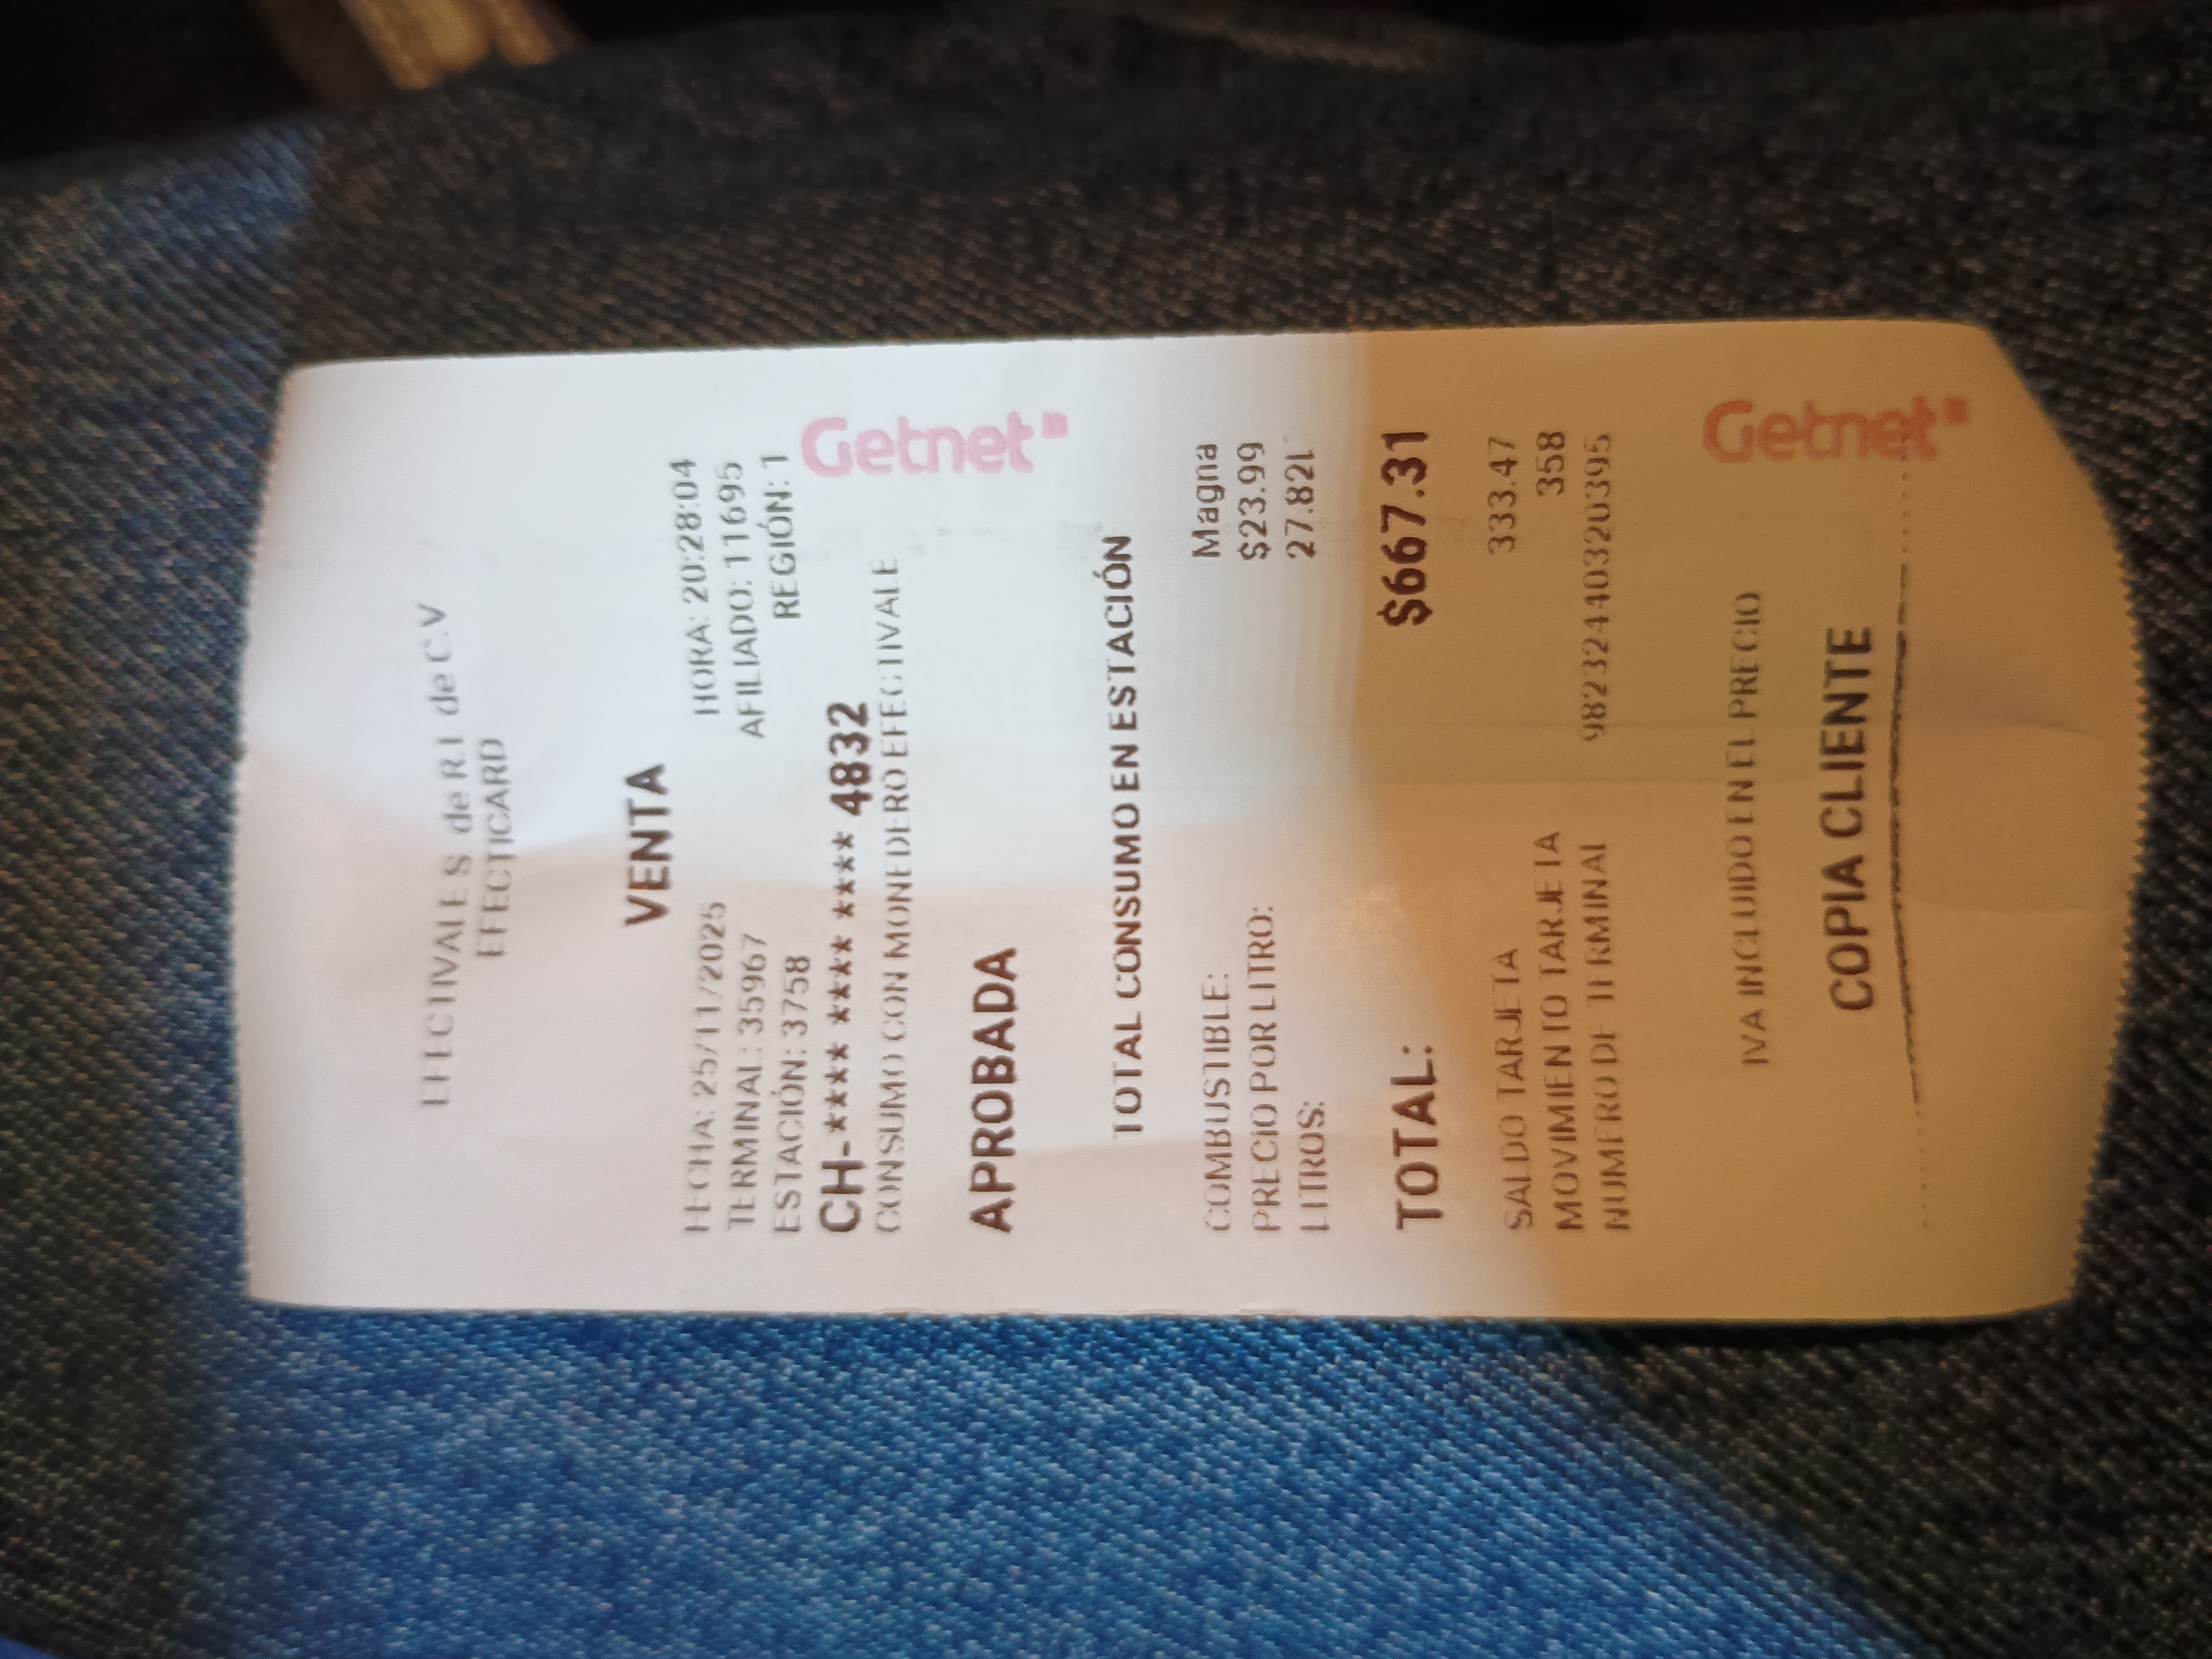 EFECTIVALE S. de R.L de C.V
EFECTICARD
VENTA
FECHA: 25/11/2025 HORA: 20:28:04
TERMINAL: 35967 AFILIADO: 11695
ESTACIÓN: 3758 REGIÓN: 1
CH-**** **** **** 4832
CONSUMO CON MONEDERO EFECTIVALE
Getnet
APROBADA
TOTAL CONSUMO EN ESTACIÓN
COMBUSTIBLE: Magna
PRECIO POR LITRO: $23.99
LITROS: 27.82L
TOTAL: $667.31
SALDO TARJETA 333.47
MOVIMIENTO TARJETA 358
NUMERO DE TERMINAL 98232440320395
IVA INCLUIDO EN EL PRECIO
COPIA CLIENTE
Getnet